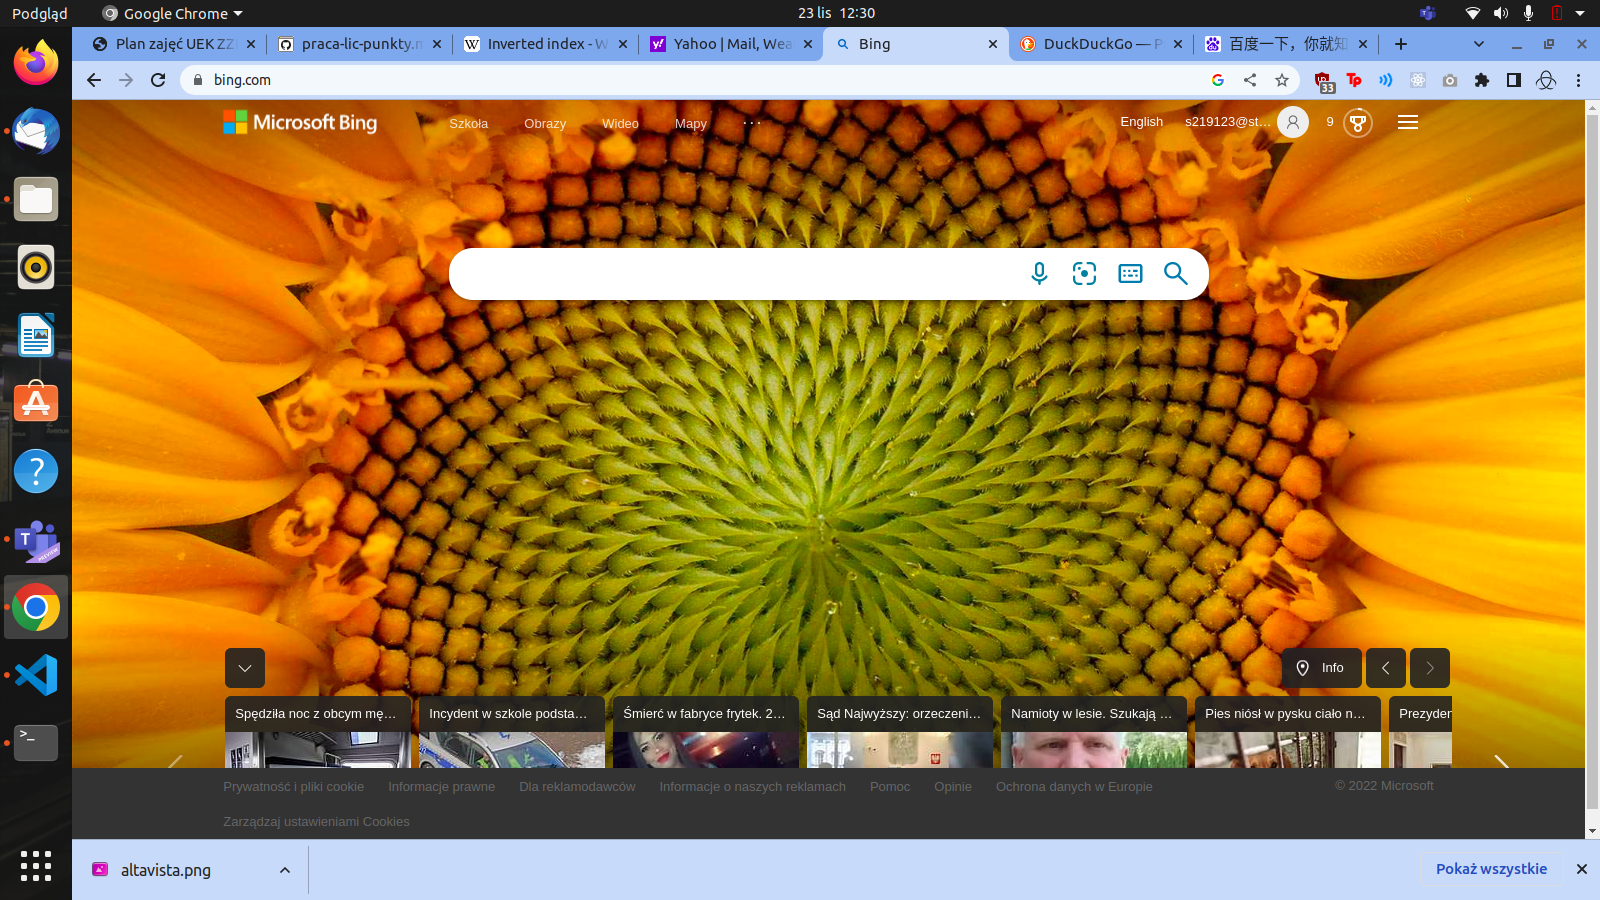 Podgląd
Google Chrome
23 lis 12:30
Plan zajęć UEK ZZ
praca-lic-punkty.m
Inverted index - W
Yahoo | Mail, Wea
Bing
DuckDuckGo — P
百度一下，你就知
bing.com
33
Microsoft Bing
Szkoła
Obrazy
Wideo
Mapy
...
English
s219123@st...
9
Info
Spędziła noc z obcym mę...
Incydent w szkole podsta...
Śmierć w fabryce frytek. 2...
Sąd Najwyższy: orzeczeni...
Namioty w lesie. Szukają ...
Pies niósł w pysku ciało n...
Prezyden
Prywatność i pliki cookie
Informacje prawne
Dla reklamodawców
Informacje o naszych reklamach
Pomoc
Opinie
Ochrona danych w Europie
© 2022 Microsoft
Zarządzaj ustawieniami Cookies
altavista.png
Pokaż wszystkie